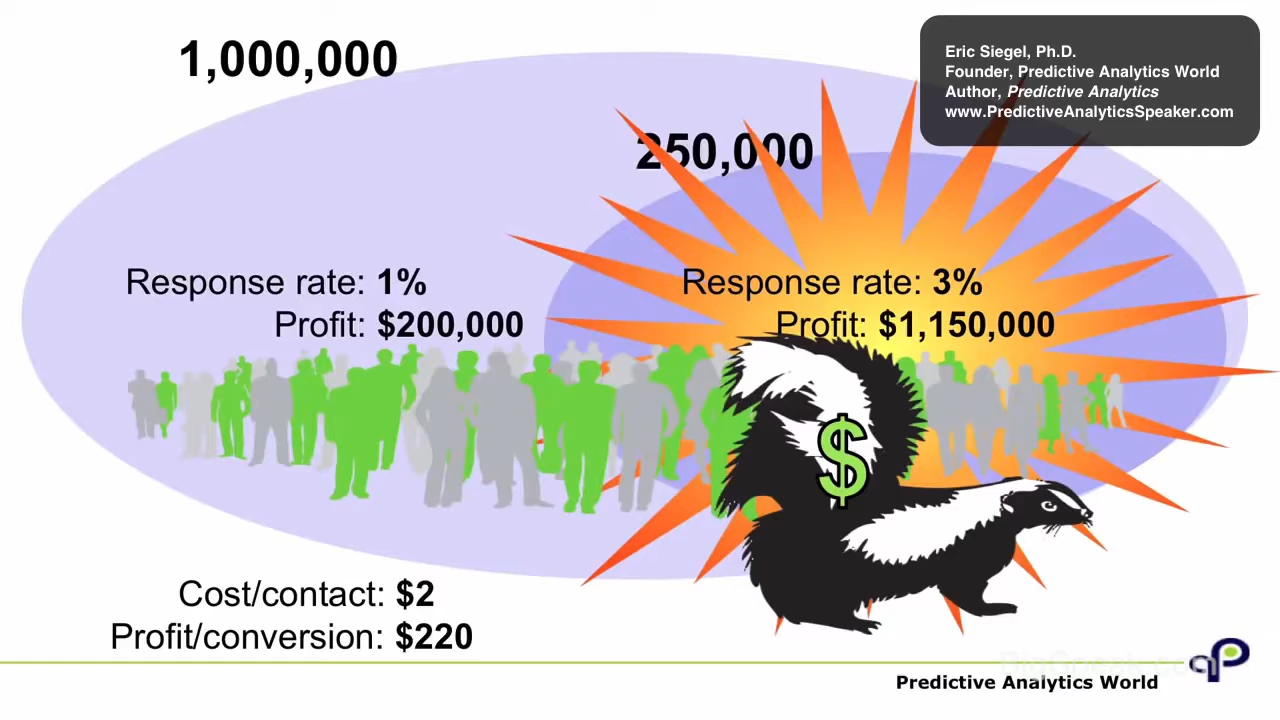 1,000,000
Eric Siegel, Ph.D.
Founder, Predictive Analytics World
Author, Predictive Analytics
www.PredictiveAnalyticsSpeaker.com
250,000
Response rate: 1%
Profit: $200,000
Response rate: 3%
Profit: $1,150,000
$
Cost/contact: $2
Profit/conversion: $220
BigSpeak.com
Predictive Analytics World